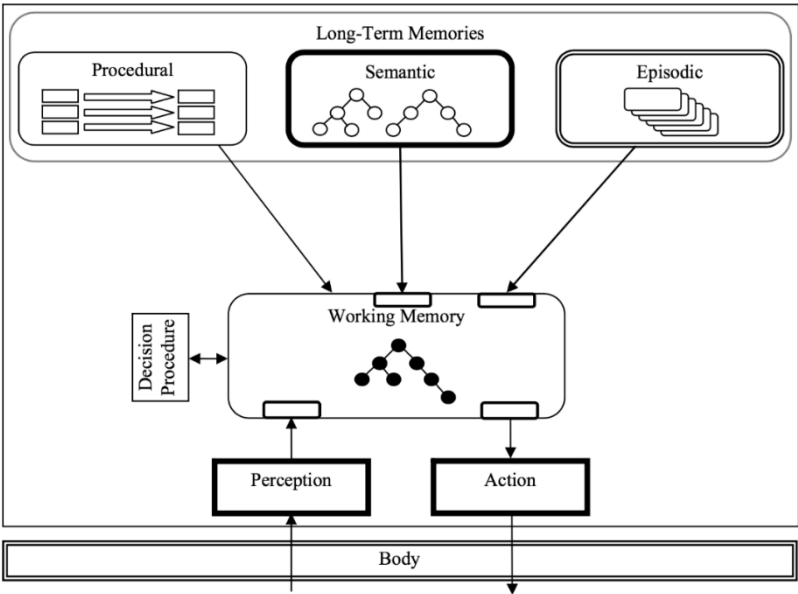 Long-Term Memories
Procedural
Semantic
Episodic
Working Memory
Decision
Procedure
Perception
Action
Body